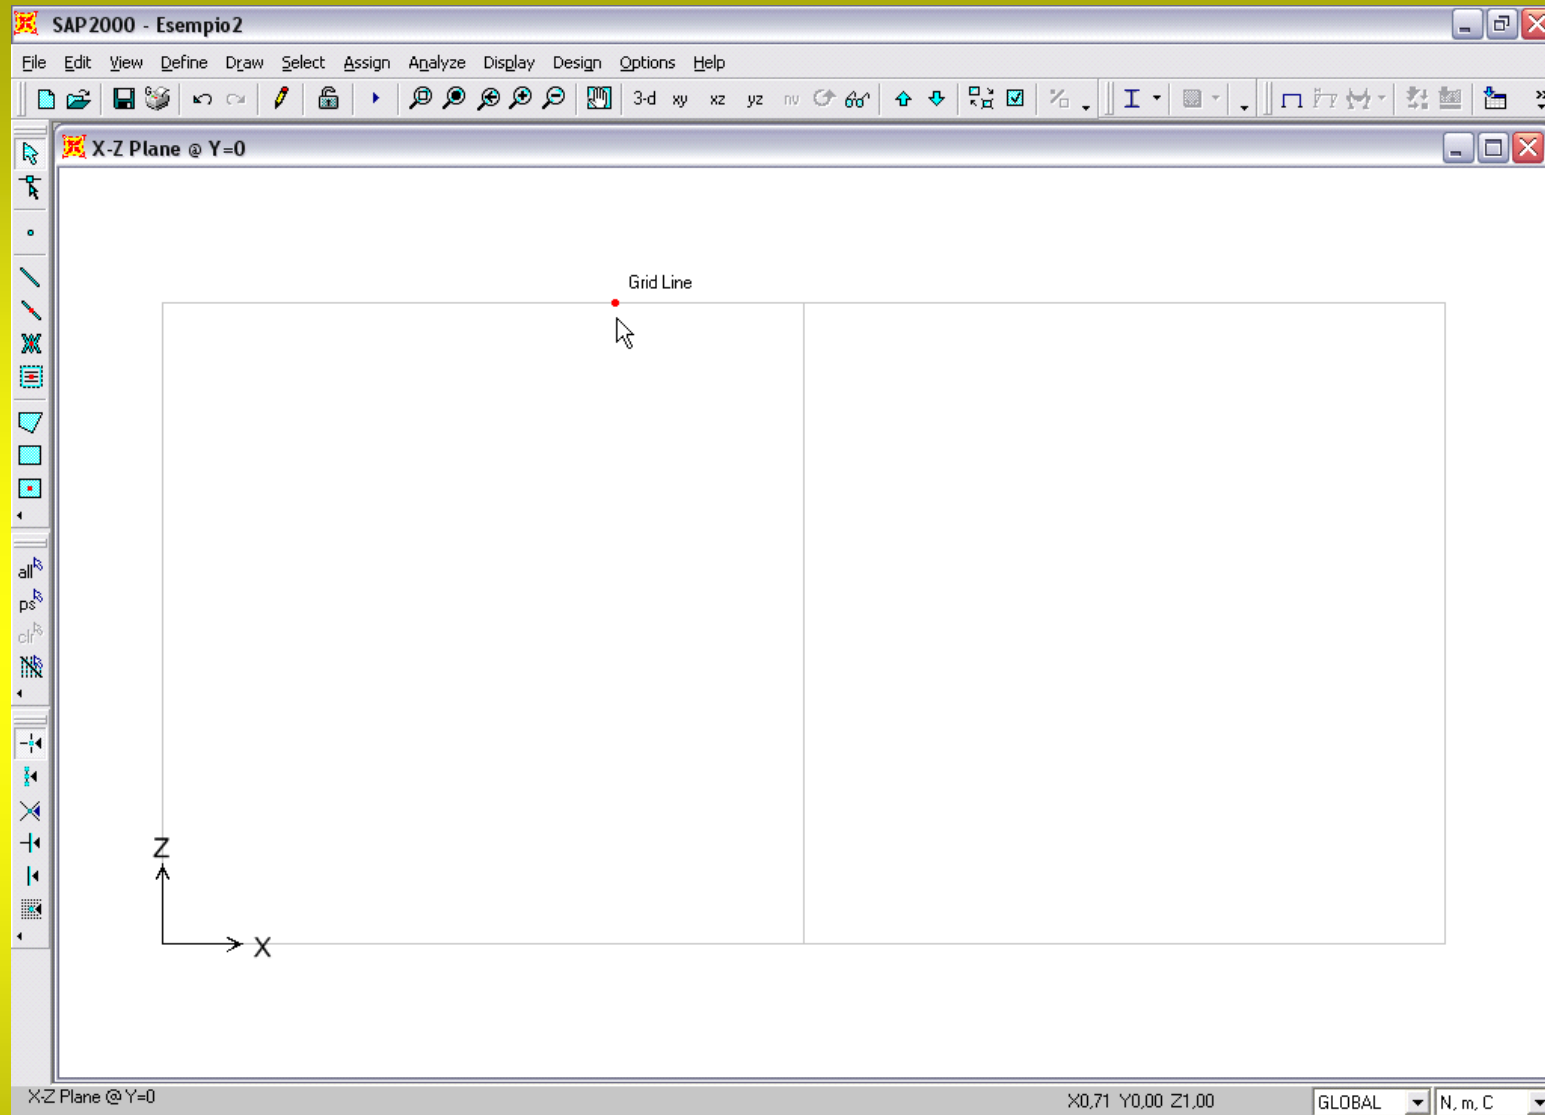 SAP2000 - Esempio2
File Edit View Define Draw Select Assign Analyze Display Design Options Help
3-d xy xz yz nv
X-Z Plane @ Y=0
Grid Line
all
ps
clr
Z
X
X-Z Plane @ Y=0
X0,71 Y0,00 Z1,00
GLOBAL
N, m, C